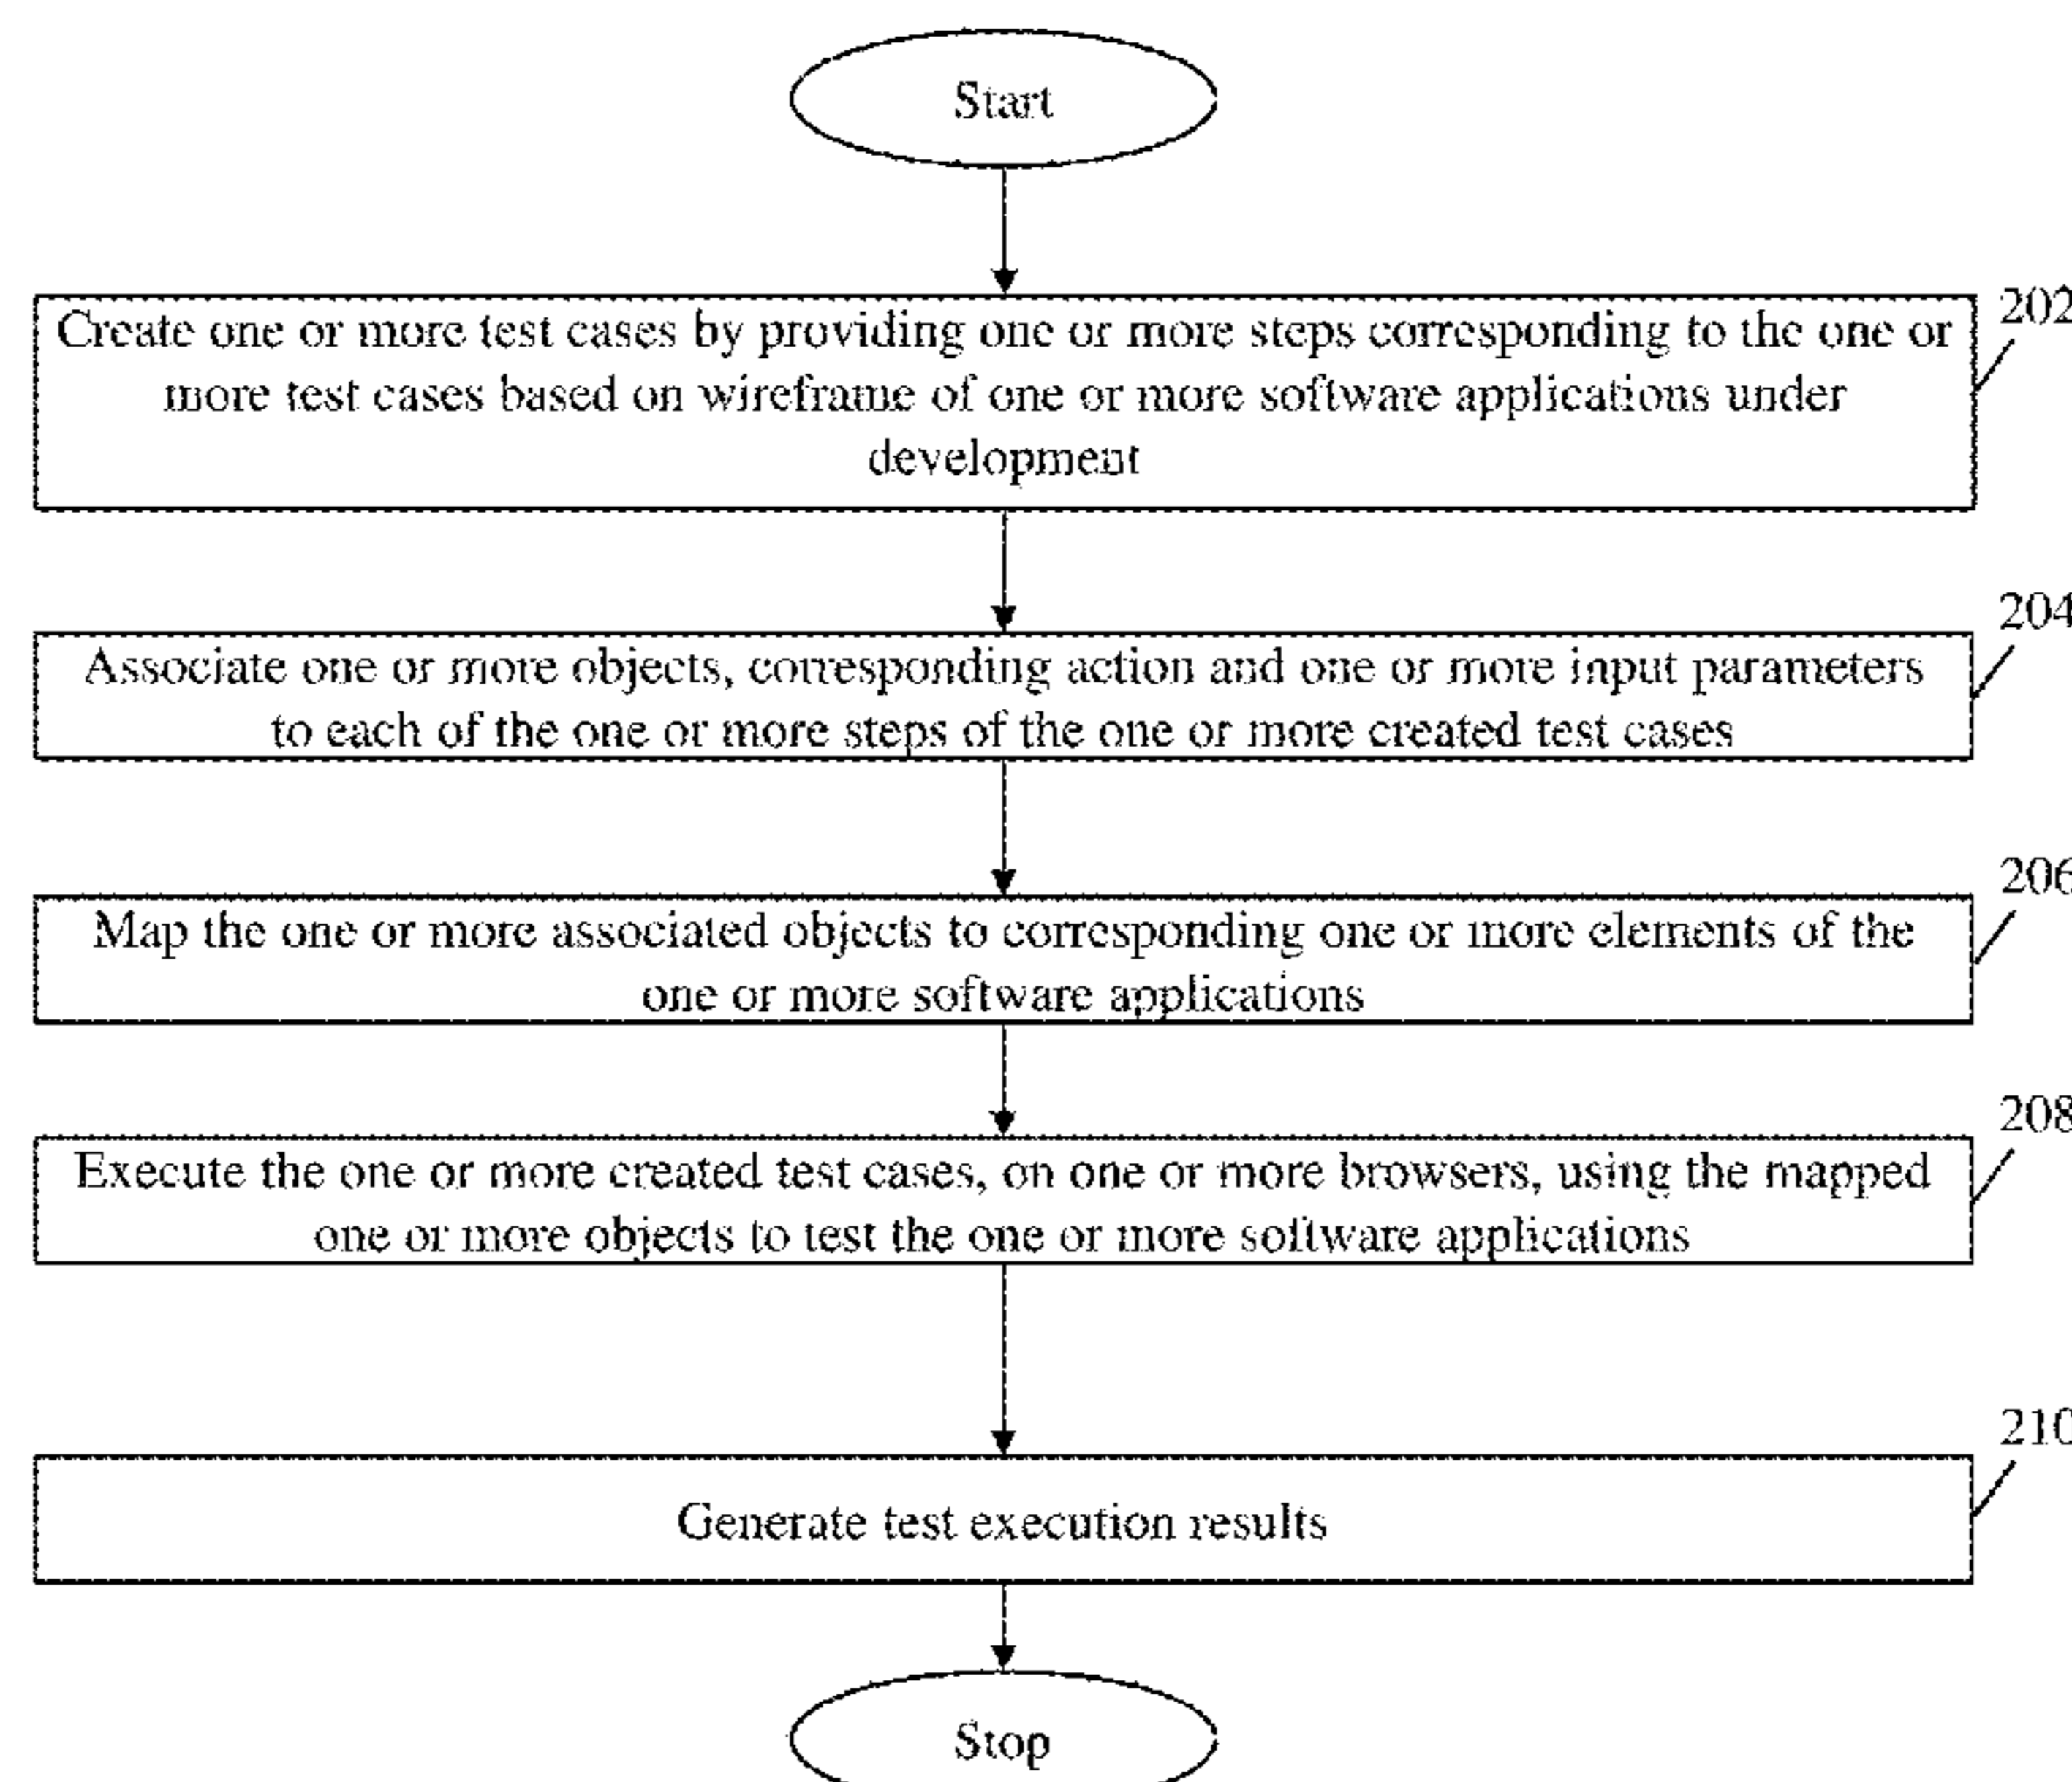 Start
202
Create one or more test cases by providing one or more steps corresponding to the one or
more test cases based on wireframe of one or more software applications under
development
204
Associate one or more objects, corresponding action and one or more input parameters
to each of the one or more steps of the one or more created test cases
206
Map the one or more associated objects to corresponding one or more elements of the
one or more software applications
208
Execute the one or more created test cases, on one or more browsers, using the mapped
one or more objects to test the one or more software applications
210
Generate test execution results
Stop